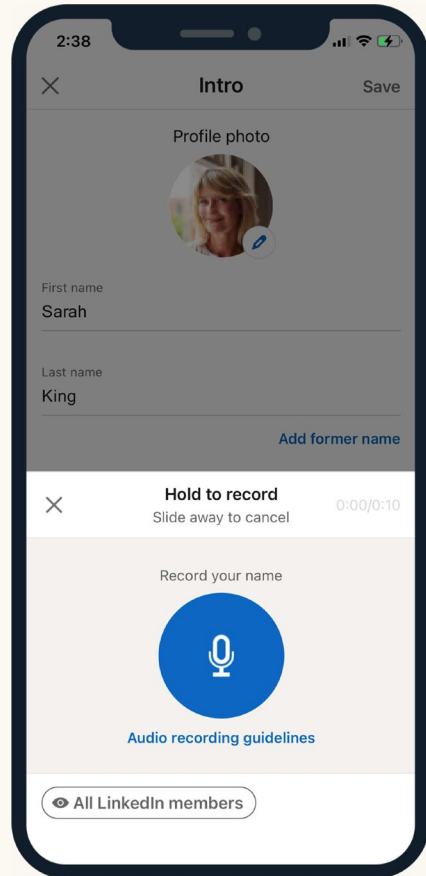 2:38
Intro
Save
Profile photo
First name
Sarah
Last name
King
Add former name
Hold to record
Slide away to cancel
0:00/0:10
Record your name
Audio recording guidelines
All LinkedIn members